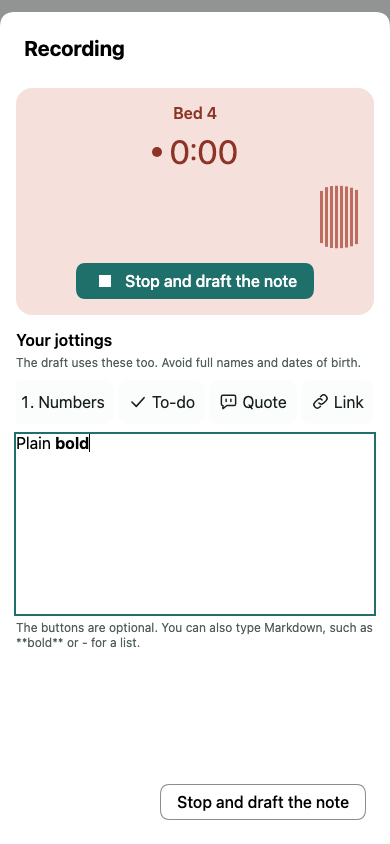 Recording
Bed 4
0:00
Stop and draft the note
Your jottings
The draft uses these too. Avoid full names and dates of birth.
1. Numbers To-do Quote Link
Plain bold
The buttons are optional. You can also type Markdown, such as
**bold** or - for a list.
Stop and draft the note